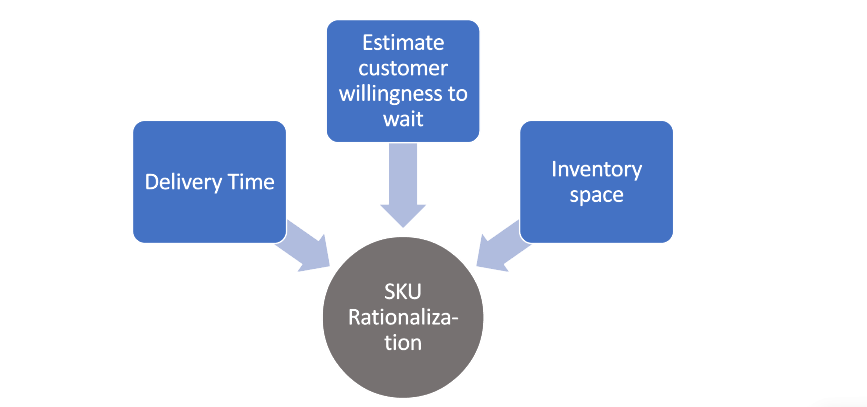 Estimate
customer
willingness to
wait
Delivery Time
Inventory
space
SKU
Rationaliza-
tion